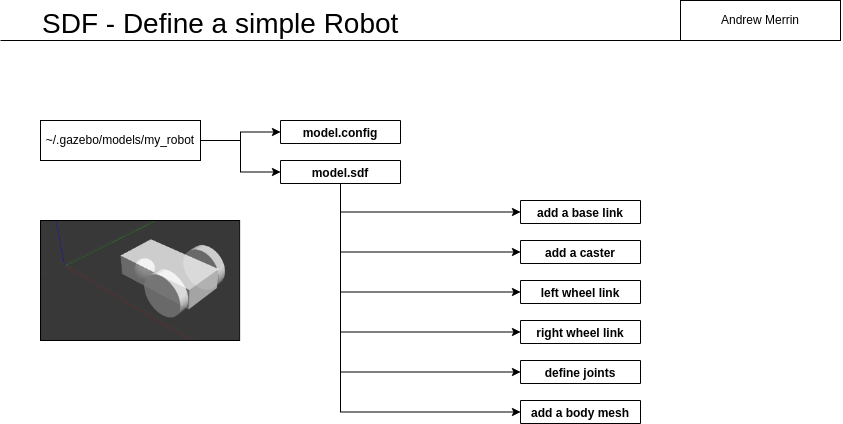 SDF - Define a simple Robot
Andrew Merrin
~/.gazebo/models/my_robot
model.config
model.sdf
add a base link
add a caster
left wheel link
right wheel link
define joints
add a body mesh